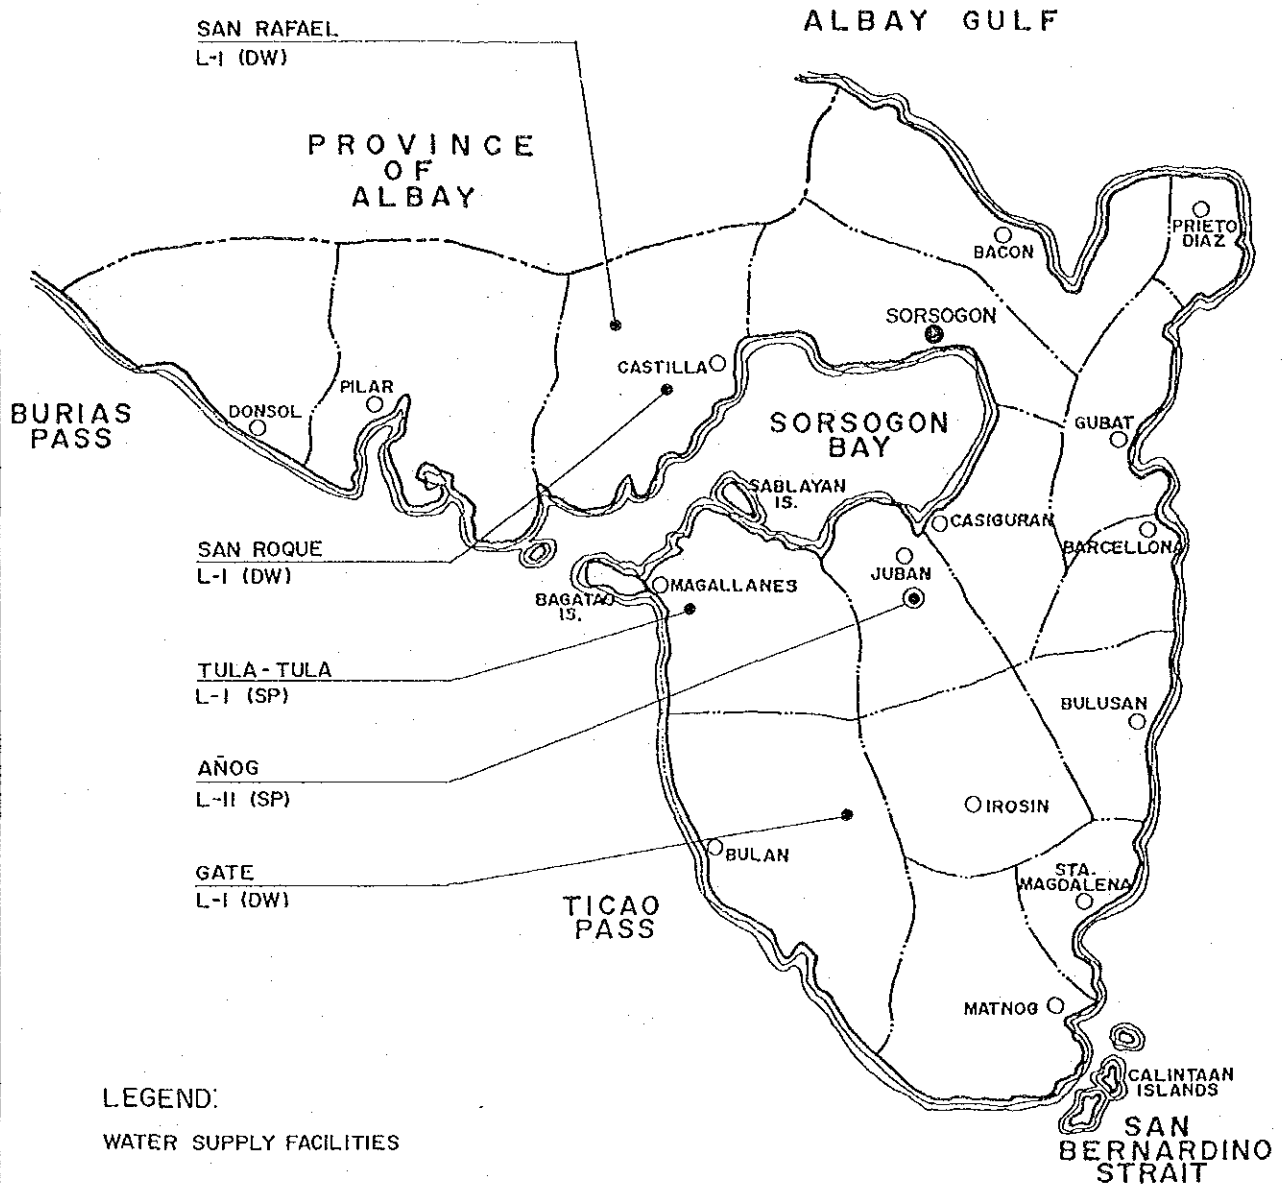 ALBAY GULF
SAN RAFAEL
L-I (DW)
PROVINCE
OF
ALBAY
PRIETO
DIAZ
BACON
SORSOGON
CASTILLA
PILAR
BURIAS
PASS
DONSOL
SORSOGON
BAY
GUBAT
SABLAYAN
IS.
CASIGURAN
BARCELLONA
SAN ROQUE
L-I (DW)
JUBAN
BAGATAO
IS.
MAGALLANES
TULA-TULA
L-I (SP)
BULUSAN
AÑOG
L-II (SP)
IROSIN
BULAN
GATE
L-I (DW)
STA.
MAGDALENA
TICAO
PASS
MATNOG
CALINTAAN
ISLANDS
LEGEND:
WATER SUPPLY FACILITIES
SAN
BERNARDINO
STRAIT